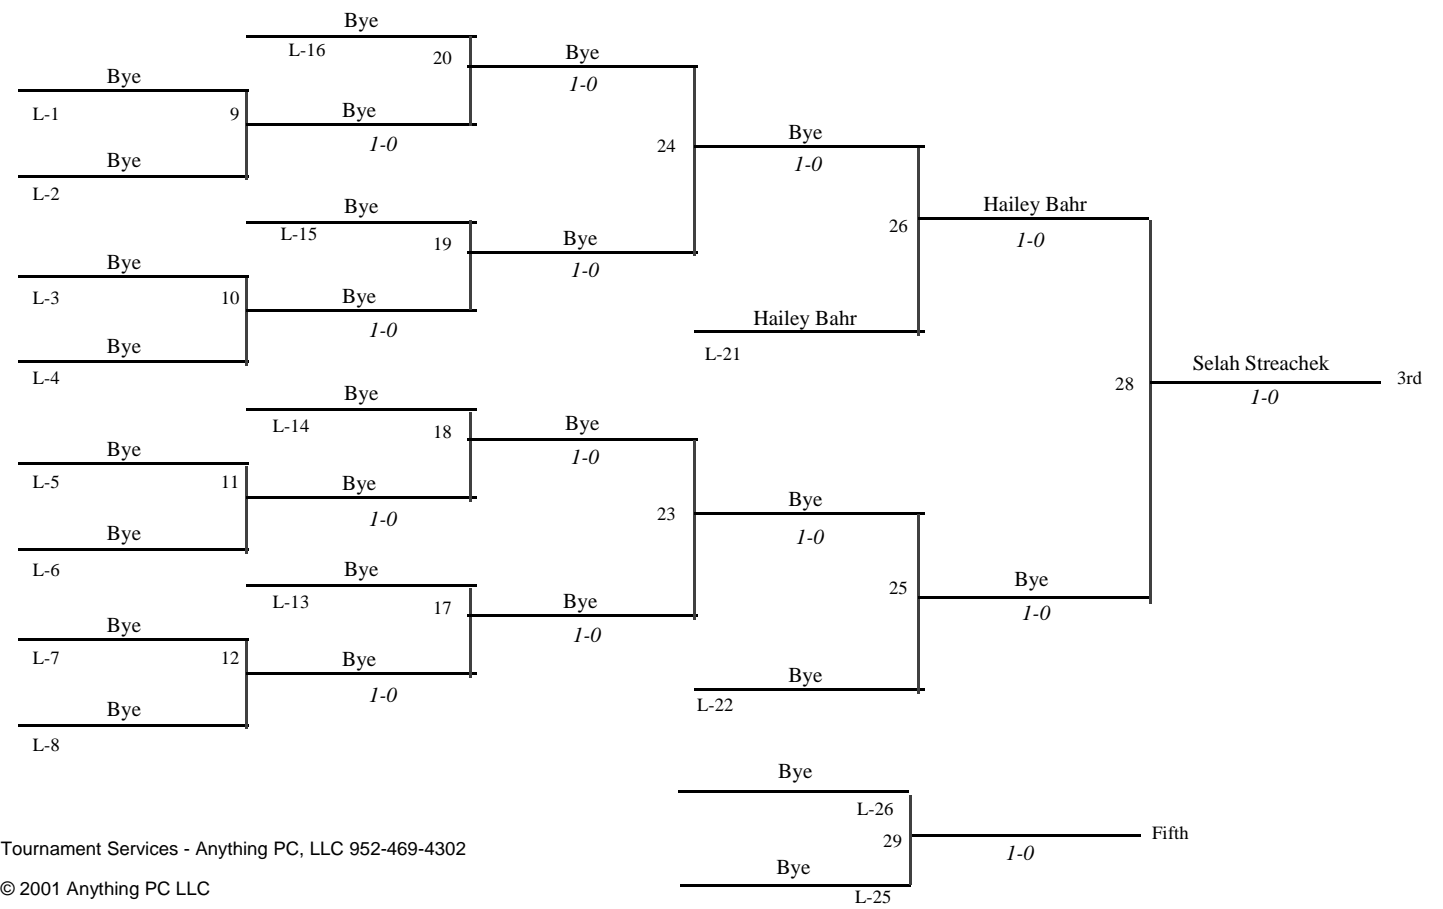 Bye
L-16
20
Bye
1-0
Bye
L-1
9
Bye
1-0
Bye
L-2
24
Bye
1-0
Bye
L-15
19
Bye
1-0
Hailey Bahr
1-0
26
Bye
L-3
10
Bye
1-0
Bye
L-4
Hailey Bahr
L-21
Selah Streachek
1-0
3rd
28
Bye
L-14
18
Bye
1-0
Bye
L-5
11
Bye
1-0
Bye
L-6
23
Bye
1-0
Bye
L-13
17
Bye
1-0
25
Bye
1-0
Bye
L-7
12
Bye
1-0
Bye
L-8
Bye
L-22
Bye
L-26
29
Fifth
1-0
Bye
L-25
Tournament Services - Anything PC, LLC 952-469-4302
© 2001 Anything PC LLC